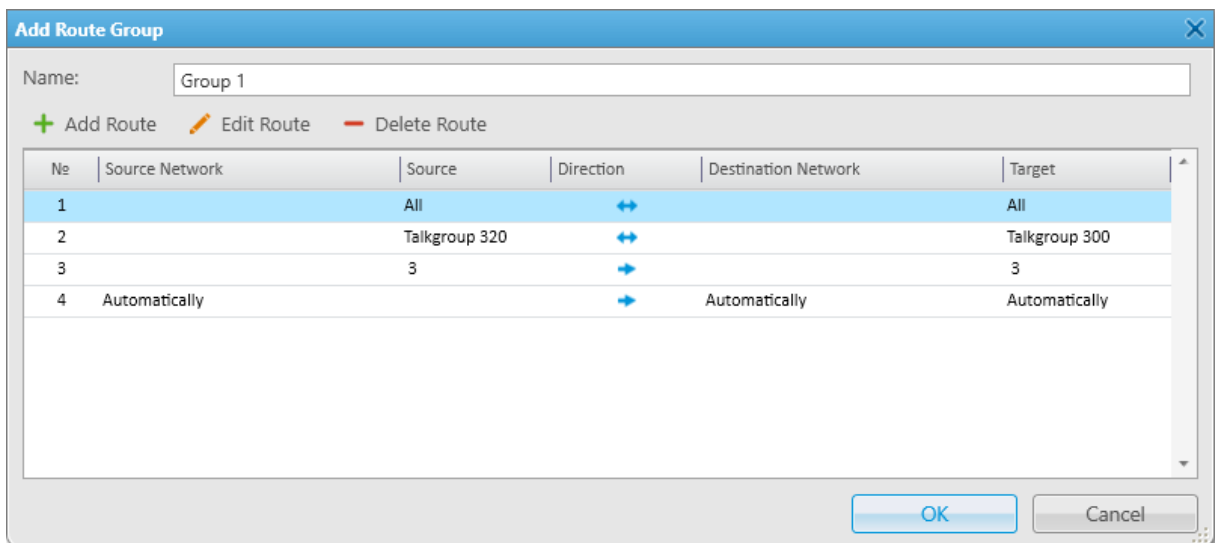 Add Route Group
Name: Group 1
Add Route Edit Route Delete Route
№ Source Network Source Direction Destination Network Target
1 All All
2 Talkgroup 320 Talkgroup 300
3 3 3
4 Automatically Automatically Automatically
OK Cancel